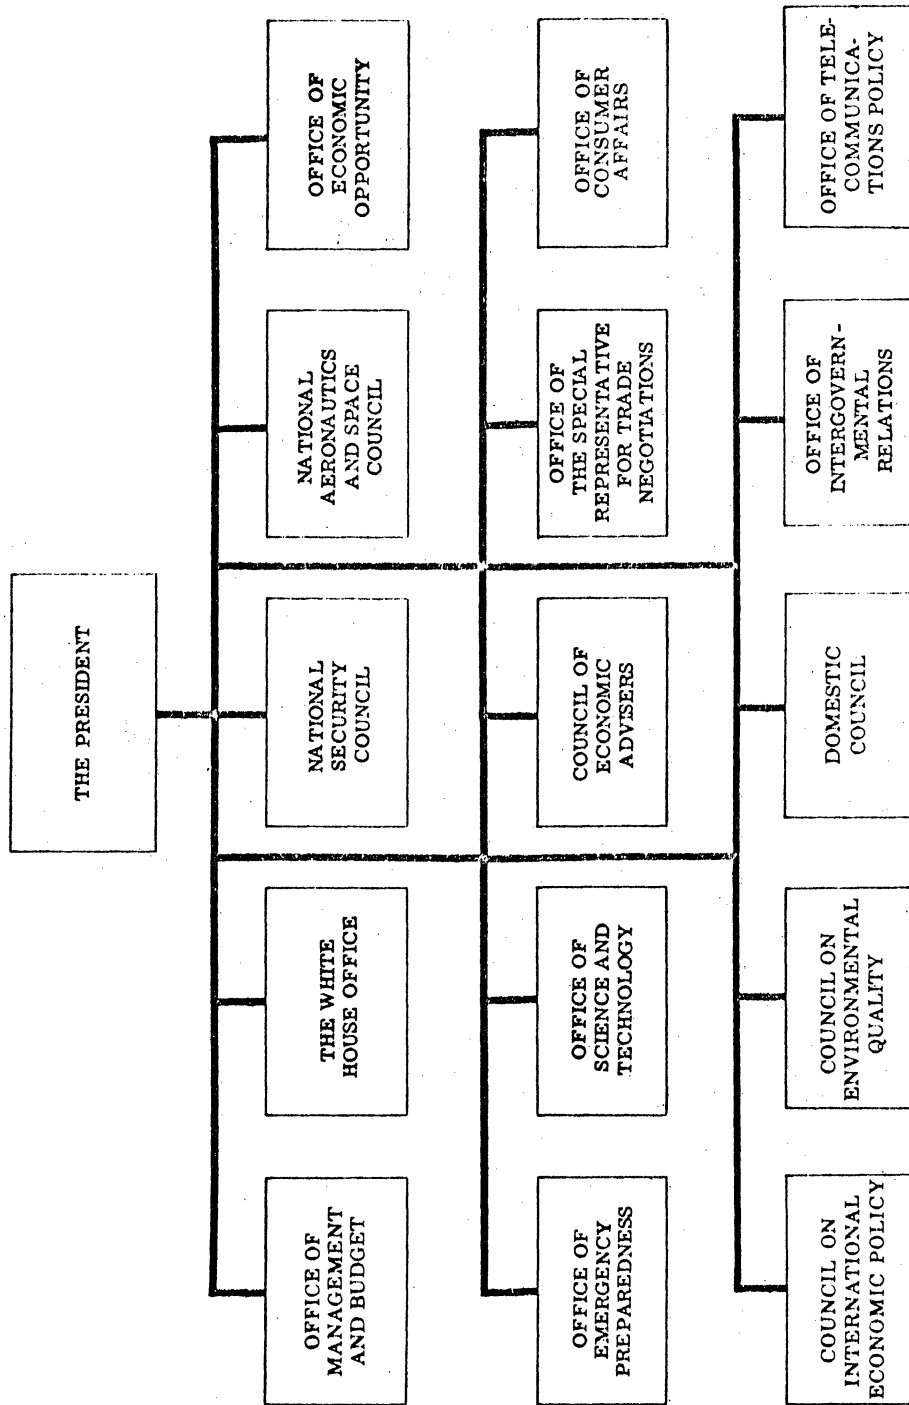 THE PRESIDENT
OFFICE OF
MANAGEMENT
AND BUDGET
THE WHITE
HOUSE OFFICE
NATIONAL
SECURITY
COUNCIL
NATIONAL
AERONAUTICS
AND SPACE
COUNCIL
OFFICE OF
ECONOMIC
OPPORTUNITY
OFFICE OF
EMERGENCY
PREPAREDNESS
OFFICE OF
SCIENCE AND
TECHNOLOGY
COUNCIL OF
ECONOMIC
ADVISERS
OFFICE OF
THE SPECIAL
REPRESENTATIVE
FOR TRADE
NEGOTIATIONS
OFFICE OF
CONSUMER
AFFAIRS
COUNCIL ON
INTERNATIONAL
ECONOMIC POLICY
COUNCIL ON
ENVIRONMENTAL
QUALITY
DOMESTIC
COUNCIL
OFFICE OF
INTERGOVERN-
MENTAL
RELATIONS
OFFICE OF TELE-
COMMUNICA-
TIONS POLICY